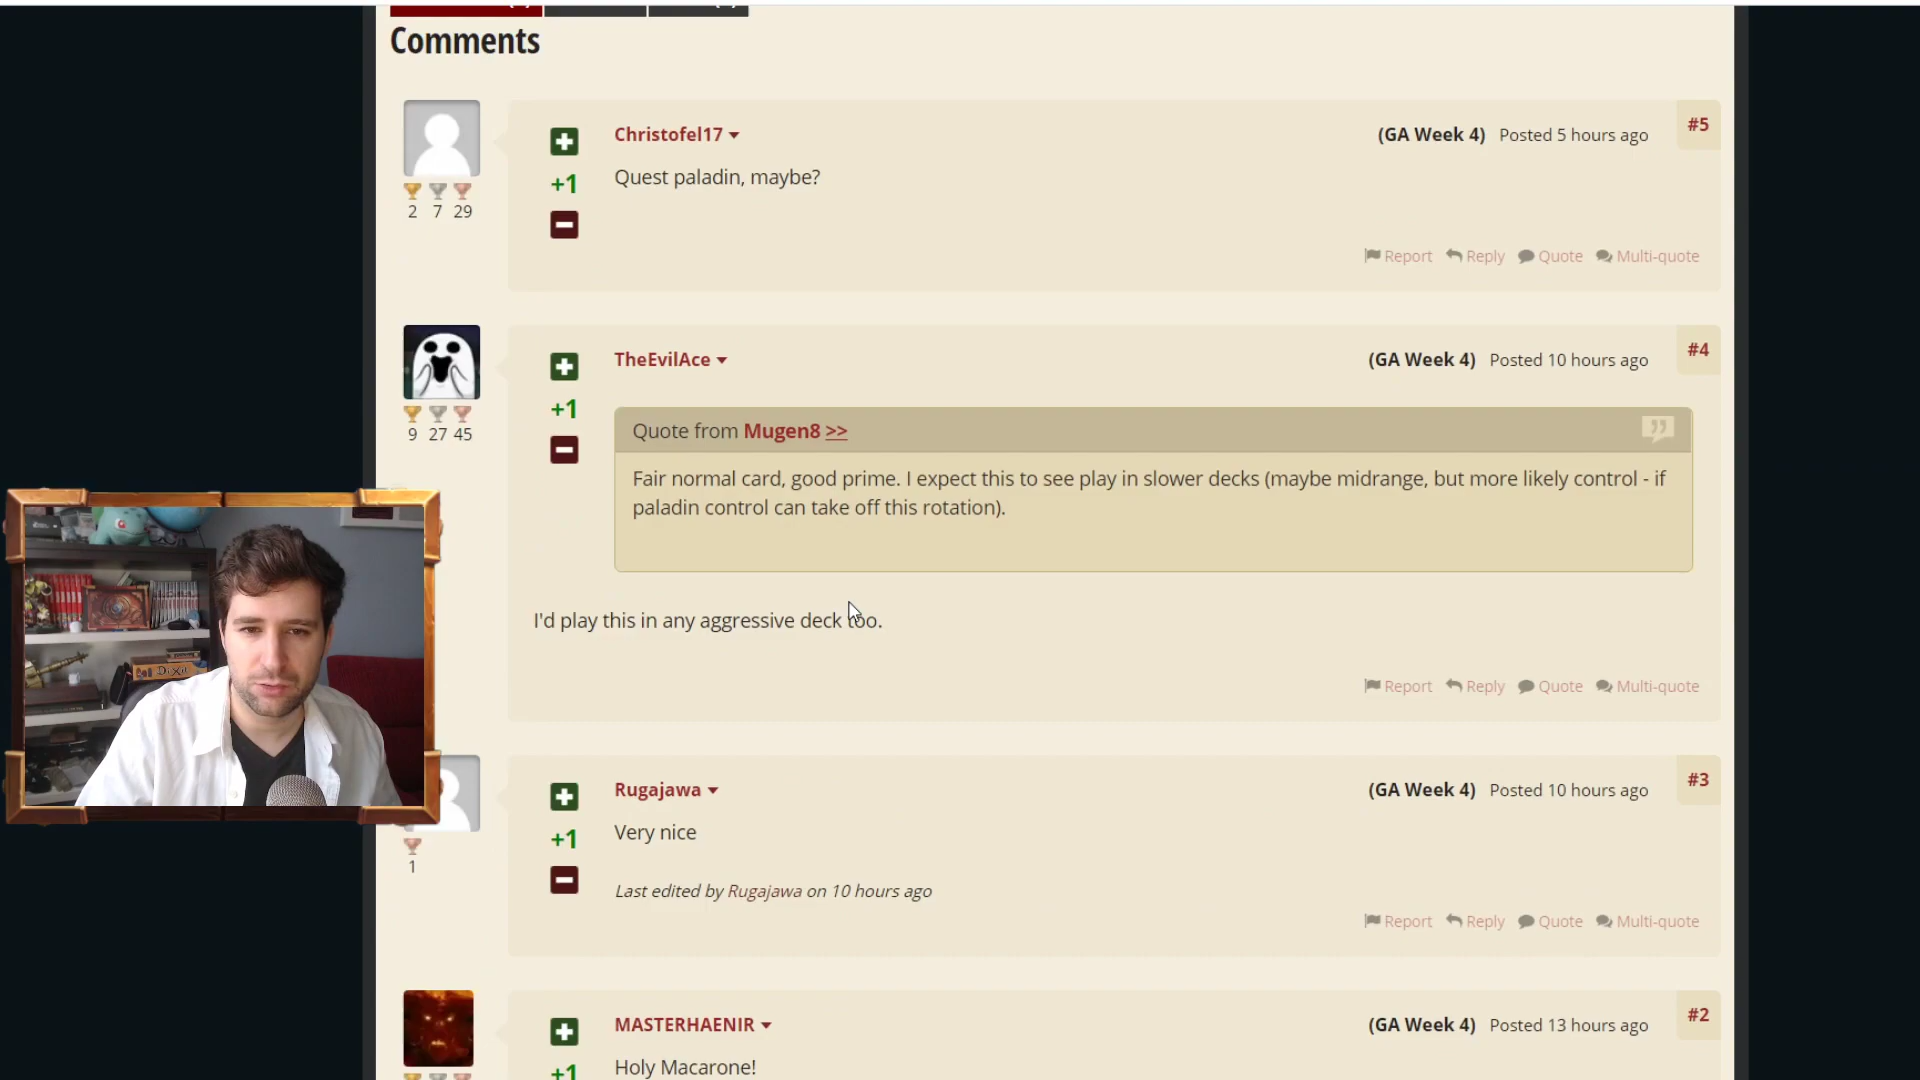 Comments
Christofel17
(GA Week 4) Posted 5 hours ago
#5
+1
Quest paladin, maybe?
2 7 29
Report Reply Quote Multi-quote
TheEvilAce
(GA Week 4) Posted 10 hours ago
#4
+1
Quote from Mugen8 >>
9 27 45
Fair normal card, good prime. I expect this to see play in slower decks (maybe midrange, but more likely control - if
paladin control can take off this rotation).
I'd play this in any aggressive deck too.
Report Reply Quote Multi-quote
DiXit
Rugajawa
(GA Week 4) Posted 10 hours ago
#3
+1
Very nice
1
Last edited by Rugajawa on 10 hours ago
Report Reply Quote Multi-quote
MASTERHAENIR
(GA Week 4) Posted 13 hours ago
#2
+1
Holy Macarone!